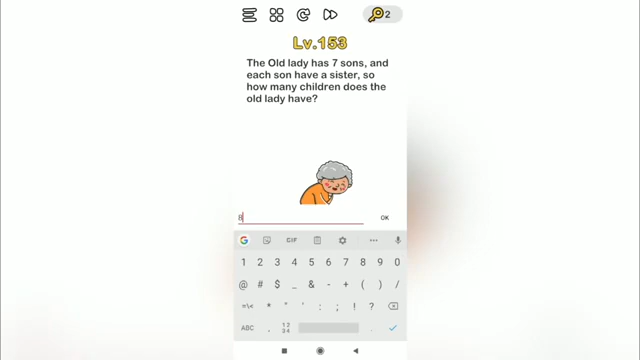 2
Lv.153
The Old lady has 7 sons, and
each son have a sister, so
how many children does the
old lady have?
8
OK
GIF
1 2 3 4 5 6 7 8 9 0
@ # $ _ & - + ( ) /
=\< * " ' : ; ! ?
ABC , 12 34 .